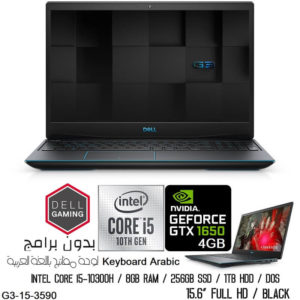 G3
DELL
DELL
GAMING
intel
CORE i5
10TH GEN
NVIDIA
GEFORCE
GTX 1650
4GB
بدون برامج
لوحة مفاتيح باللغة العربية
Keyboard Arabic
INTEL CORE i5-10300H / 8GB RAM / 256GB SSD / 1TB HDD / DOS
G3-15-3590
15.6" FULL HD / BLACK